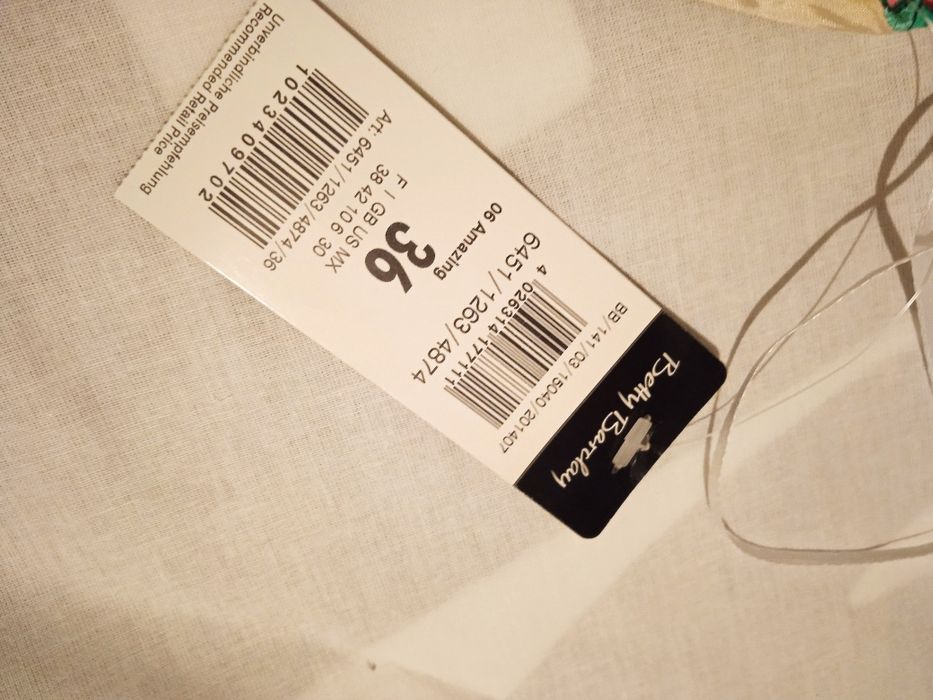 Betty Barclay
BB/141/03/15040/201407
4 026314 177111
6451/1263/4874
06 Amazing
36
F I GB US MX
38 42 10 6 30
Art: 6451/1263/4874/36
1023409702
Unverbindliche Preisempfehlung
Recommended Retail Price